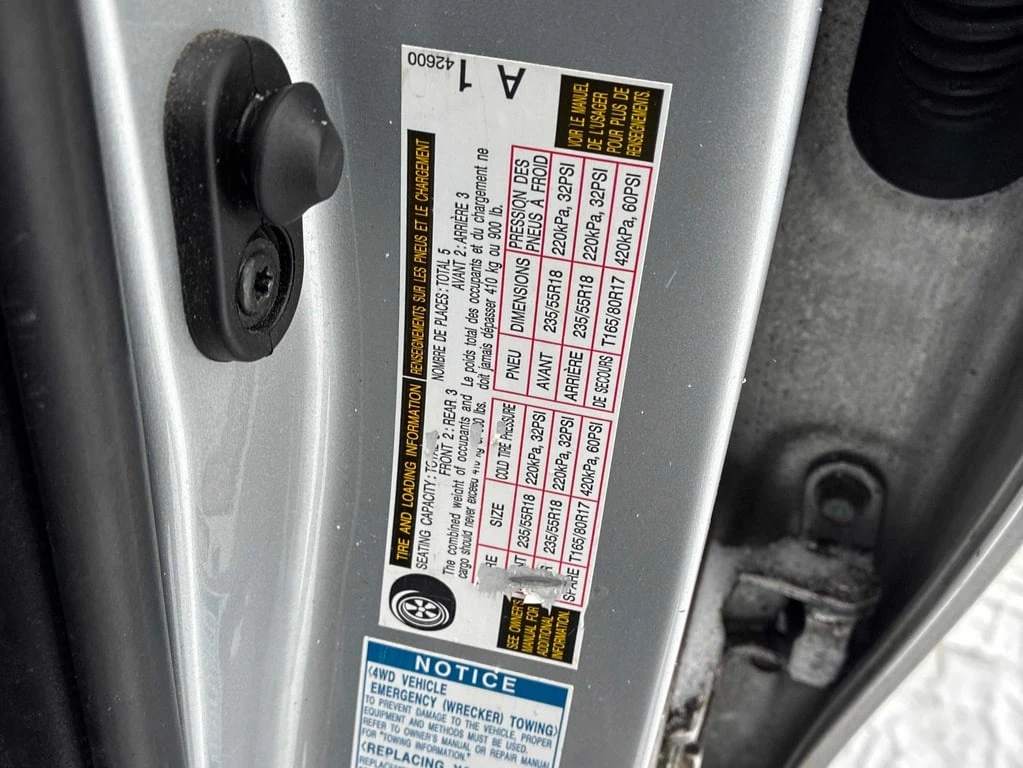 TIRE AND LOADING INFORMATION
RENSEIGNEMENTS SUR LES PNEUS ET LE CHARGEMENT
SEATING CAPACITY:
FRONT 2: REAR 3
The combined weight of occupants and
cargo should never exceed 410 kg lbs.
NOMBRE DE PLACES: TOTAL 5
AVANT 2: ARRIÈRE 3
Le poids total des occupants et du chargement ne
doit jamais dépasser 410 kg ou 900 lb.
SIZE COLD TIRE PRESSURE
235/55R18 220kPa, 32PSI
235/55R18 220kPa, 32PSI
SPARE T165/80R17 420kPa, 60PSI
PNEU DIMENSIONS PRESSION DES PNEUS À FROID
AVANT 235/55R18 220kPa, 32PSI
ARRIÈRE 235/55R18 220kPa, 32PSI
DE SECOURS T165/80R17 420kPa, 60PSI
SEE OWNER'S
MANUAL FOR
ADDITIONAL
INFORMATION.
VOIR LE MANUEL
DE L'USAGER
POUR PLUS DE
RENSEIGNEMENTS.
42600
A 1
NOTICE
<4WD VEHICLE
EMERGENCY (WRECKER) TOWING>
TO PREVENT DAMAGE TO THE VEHICLE, PROPER
EQUIPMENT AND METHODS MUST BE USED.
REFER TO OWNER'S MANUAL OR REPAIR MANUAL
FOR "TOWING INFORMATION."
<REPLACING